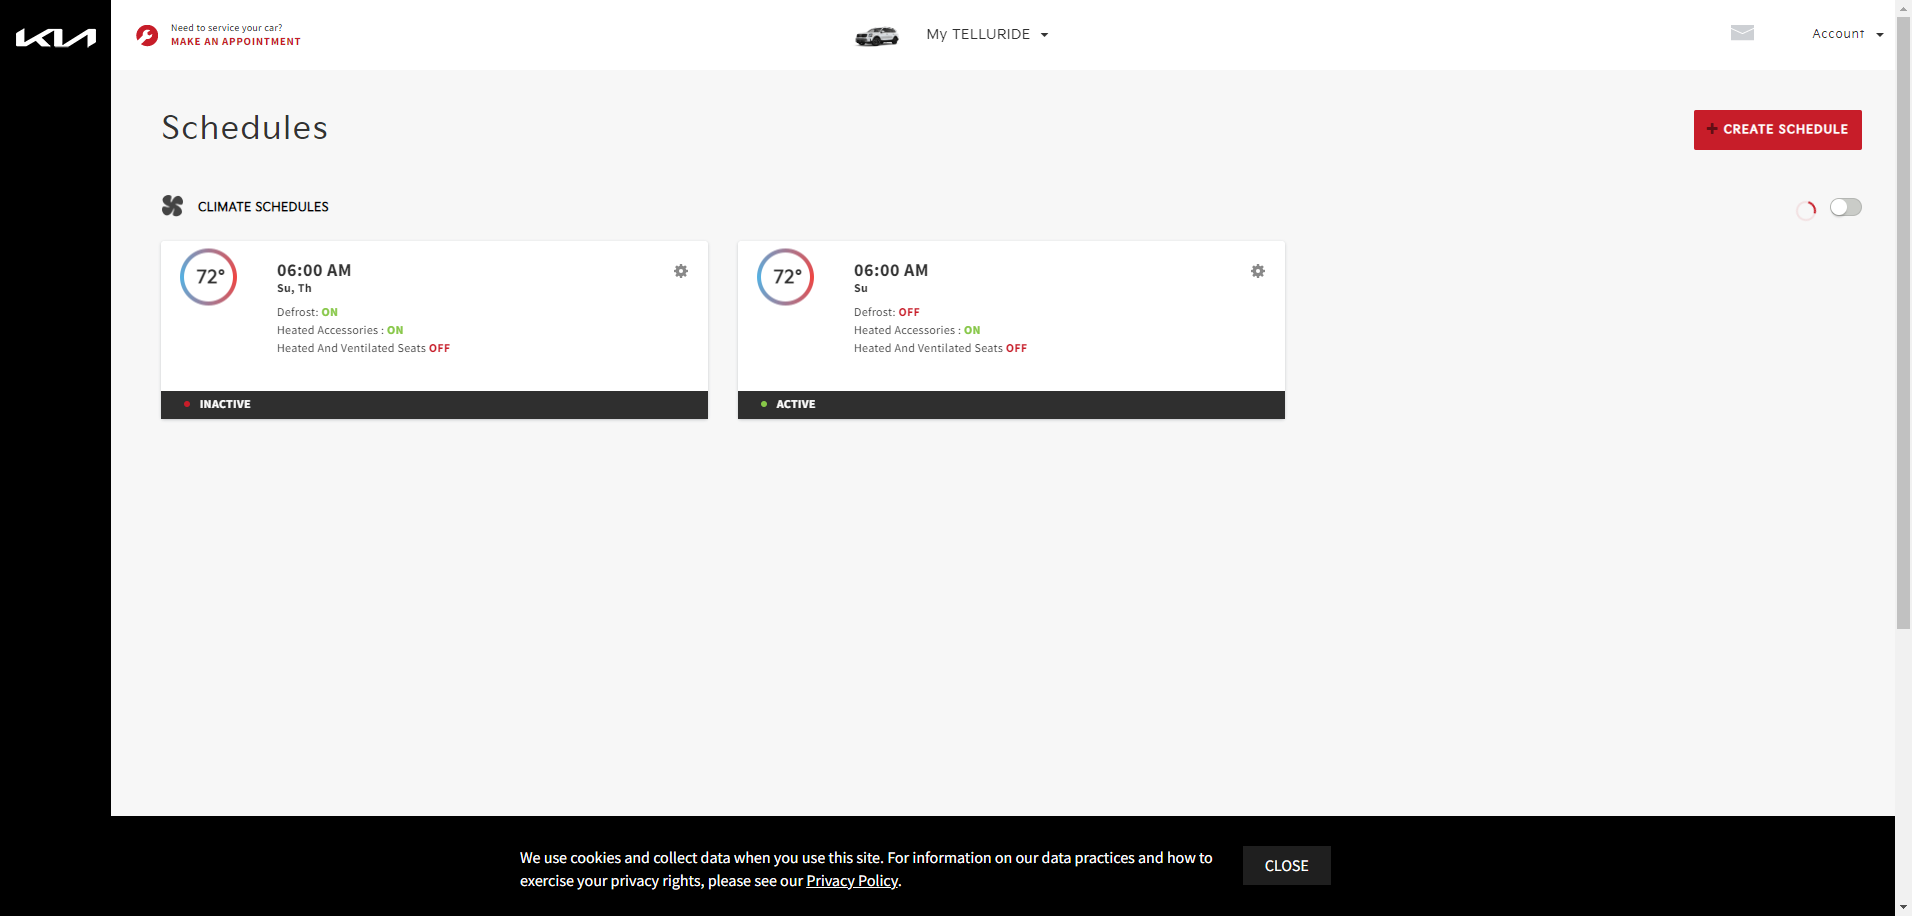 KIA
Need to service your car?
MAKE AN APPOINTMENT
My TELLURIDE
Account
Schedules
+ CREATE SCHEDULE
CLIMATE SCHEDULES
72°
06:00 AM
Su, Th
Defrost: ON
Heated Accessories : ON
Heated And Ventilated Seats OFF
INACTIVE
72°
06:00 AM
Su
Defrost: OFF
Heated Accessories : ON
Heated And Ventilated Seats OFF
ACTIVE
We use cookies and collect data when you use this site. For information on our data practices and how to
exercise your privacy rights, please see our Privacy Policy.
CLOSE